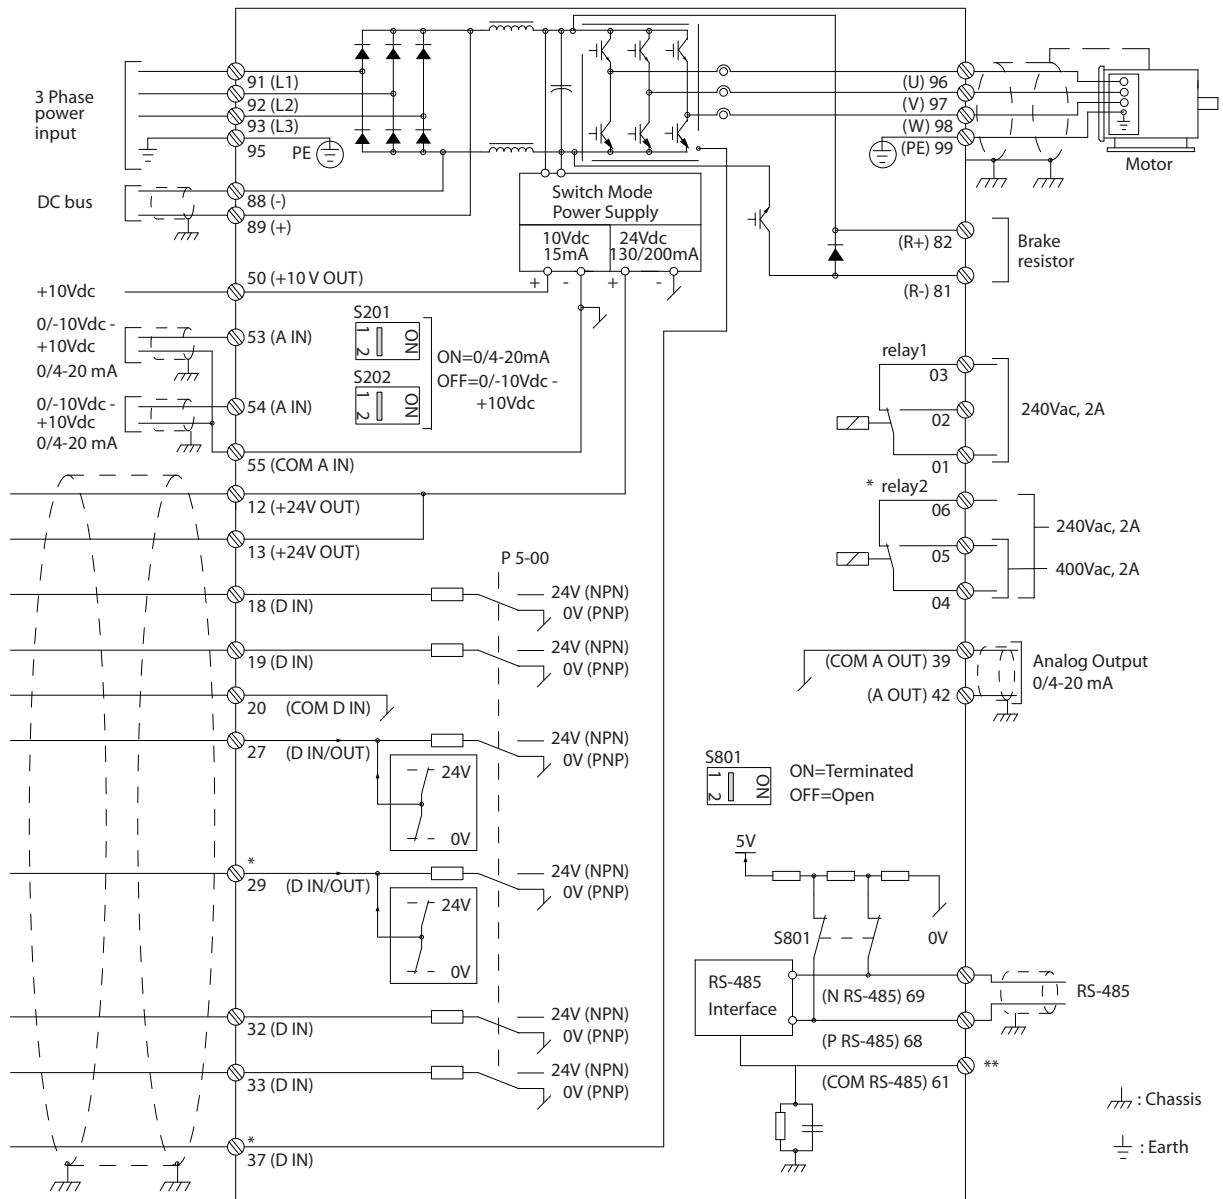 3 Phase
power
input
91 (L1)
92 (L2)
93 (L3)
95
PE
DC bus
88 (-)
89 (+)
Switch Mode
Power Supply
10Vdc
15mA
24Vdc
130/200mA
+
-
+
-
(U) 96
(V) 97
(W) 98
(PE) 99
Motor
(R+) 82
(R-) 81
Brake
resistor
+10Vdc
50 (+10 V OUT)
0/-10Vdc -
+10Vdc
0/4-20 mA
53 (A IN)
0/-10Vdc -
+10Vdc
0/4-20 mA
54 (A IN)
55 (COM A IN)
S201
1
2
ON
S202
1
2
ON
ON=0/4-20mA
OFF=0/-10Vdc -
+10Vdc
relay1
03
02
01
240Vac, 2A
* relay2
06
05
04
240Vac, 2A
400Vac, 2A
12 (+24V OUT)
13 (+24V OUT)
P 5-00
18 (D IN)
24V (NPN)
0V (PNP)
19 (D IN)
24V (NPN)
0V (PNP)
20
(COM D IN)
27
(D IN/OUT)
24V (NPN)
0V (PNP)
24V
0V
*
29
(D IN/OUT)
24V (NPN)
0V (PNP)
24V
0V
32 (D IN)
24V (NPN)
0V (PNP)
33 (D IN)
24V (NPN)
0V (PNP)
*
37 (D IN)
(COM A OUT) 39
(A OUT) 42
Analog Output
0/4-20 mA
S801
1
2
ON
ON=Terminated
OFF=Open
5V
S801
0V
RS-485
Interface
(N RS-485) 69
(P RS-485) 68
(COM RS-485) 61
**
RS-485
: Chassis
: Earth